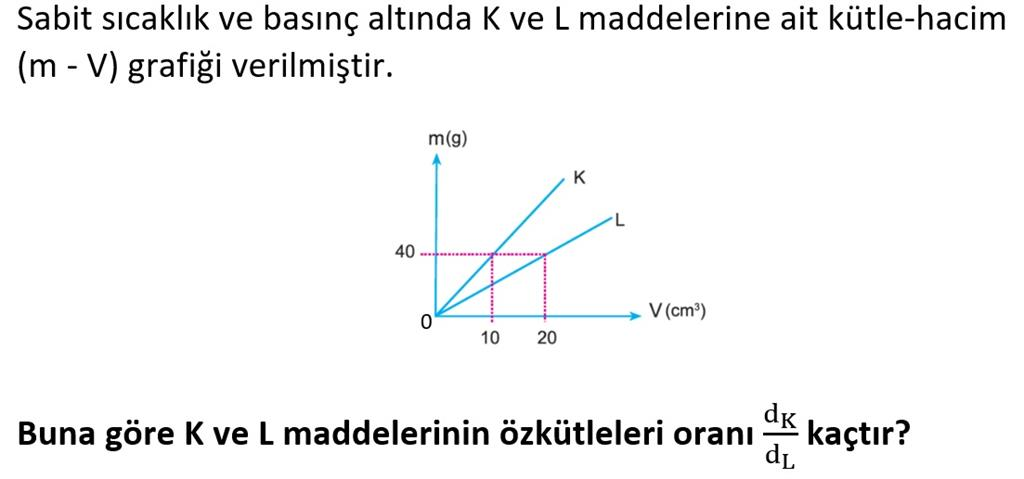 Sabit sıcaklık ve basınç altında K ve L maddelerine ait kütle-hacim
(m - V) grafiği verilmiştir.
m(g)
K
L
40
0
V (cm³)
10 20
Buna göre K ve L maddelerinin özkütleleri oranı dK/dL kaçtır?